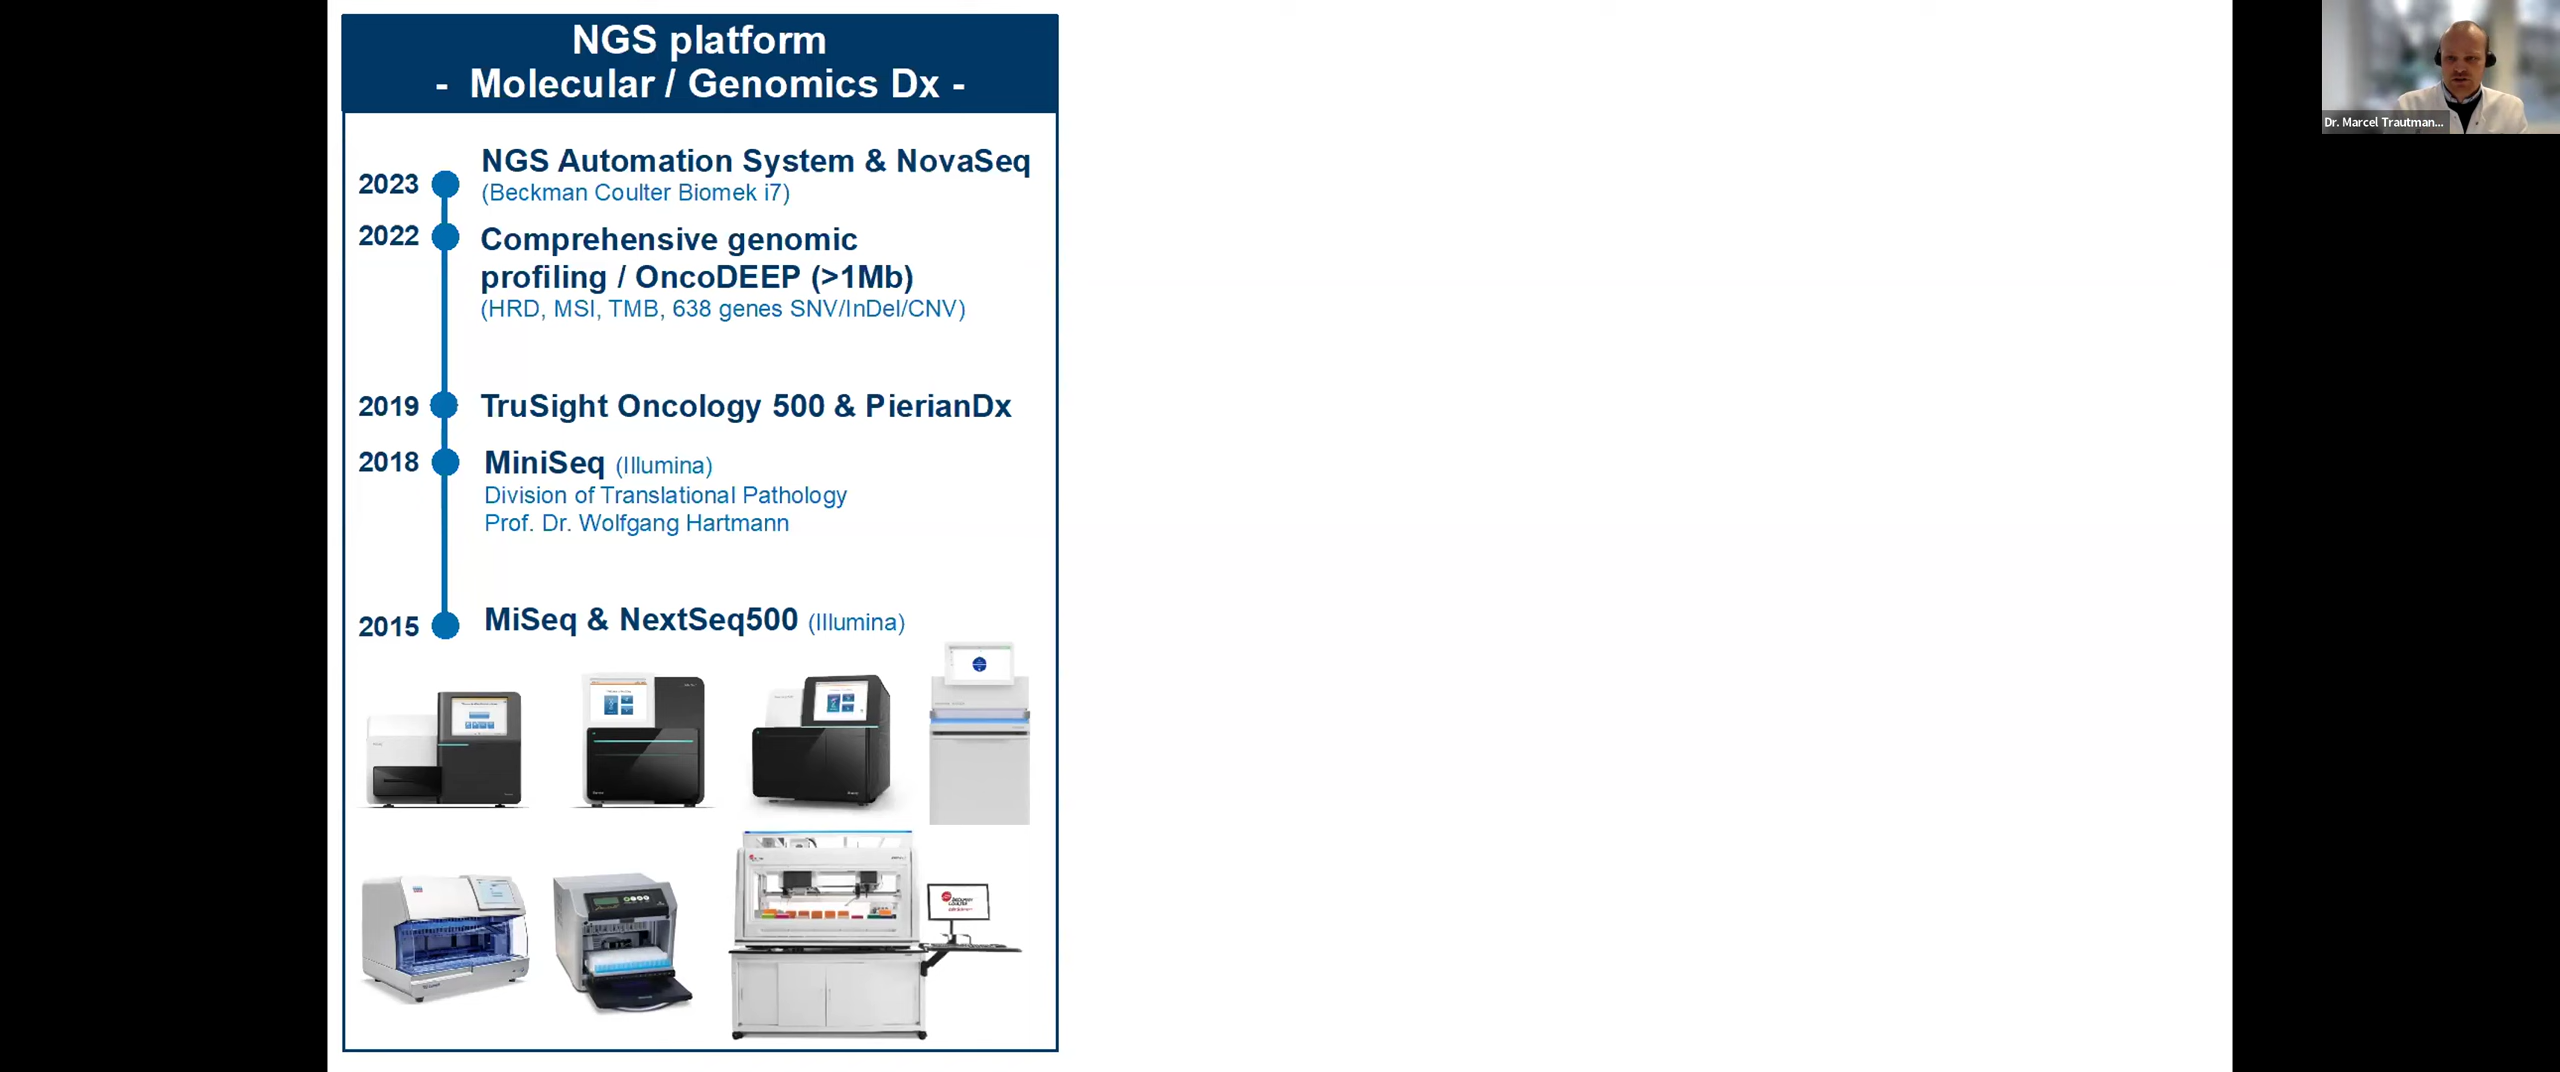 NGS platform
- Molecular / Genomics Dx -
2023
NGS Automation System & NovaSeq
(Beckman Coulter Biomek i7)
2022
Comprehensive genomic
profiling / OncoDEEP (>1Mb)
(HRD, MSI, TMB, 638 genes SNV/InDel/CNV)
2019
TruSight Oncology 500 & PierianDx
2018
MiniSeq (Illumina)
Division of Translational Pathology
Prof. Dr. Wolfgang Hartmann
2015
MiSeq & NextSeq500 (Illumina)
BECKMAN
COULTER
Dr. Marcel Trautman...